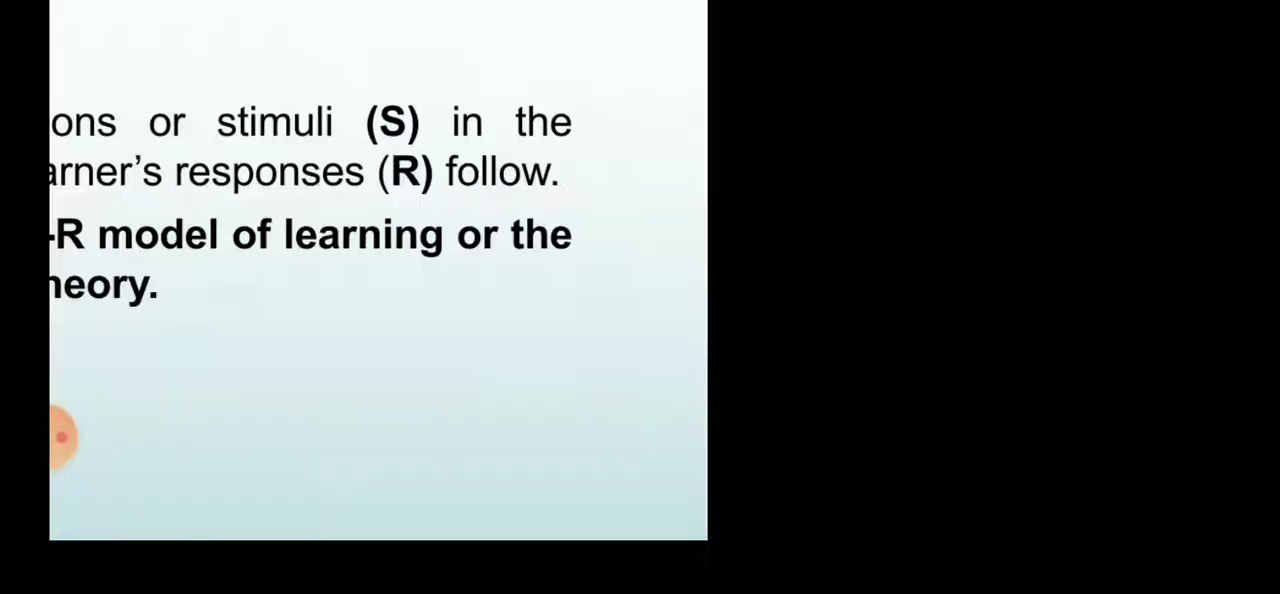 ons or stimuli (S) in the
arner's responses (R) follow.
-R model of learning or the
heory.